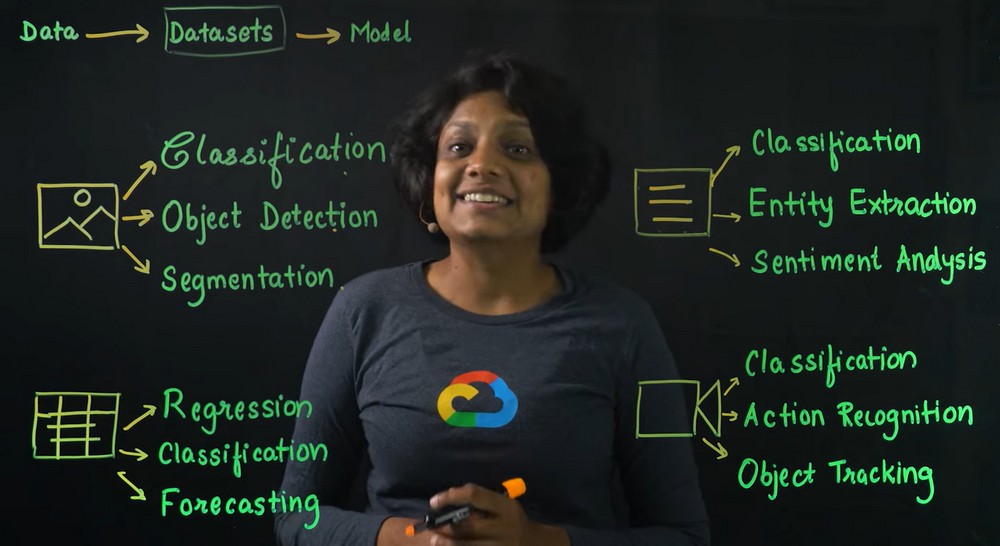 Data → Datasets → Model
Classification
Object Detection
Segmentation
Regression
Classification
Forecasting
Classification
Entity Extraction
Sentiment Analysis
Classification
Action Recognition
Object Tracking